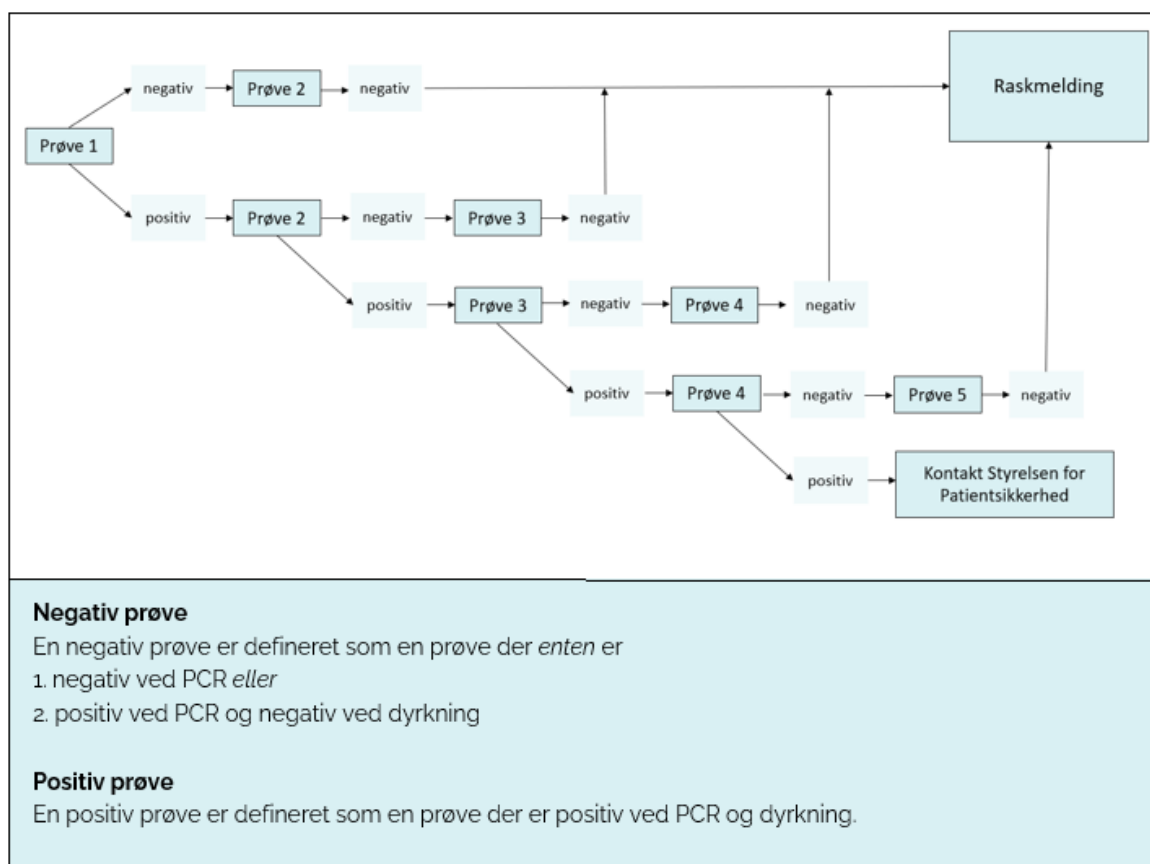 negativ
Prøve 2
negativ
Raskmelding
Prøve 1
positiv
Prøve 2
negativ
Prøve 3
negativ
positiv
Prøve 3
negativ
Prøve 4
negativ
positiv
Prøve 4
negativ
Prøve 5
negativ
positiv
Kontakt Styrelsen for
Patientsikkerhed
Negativ prøve
En negativ prøve er defineret som en prøve der enten er
1. negativ ved PCR eller
2. positiv ved PCR og negativ ved dyrkning
Positiv prøve
En positiv prøve er defineret som en prøve der er positiv ved PCR og dyrkning.